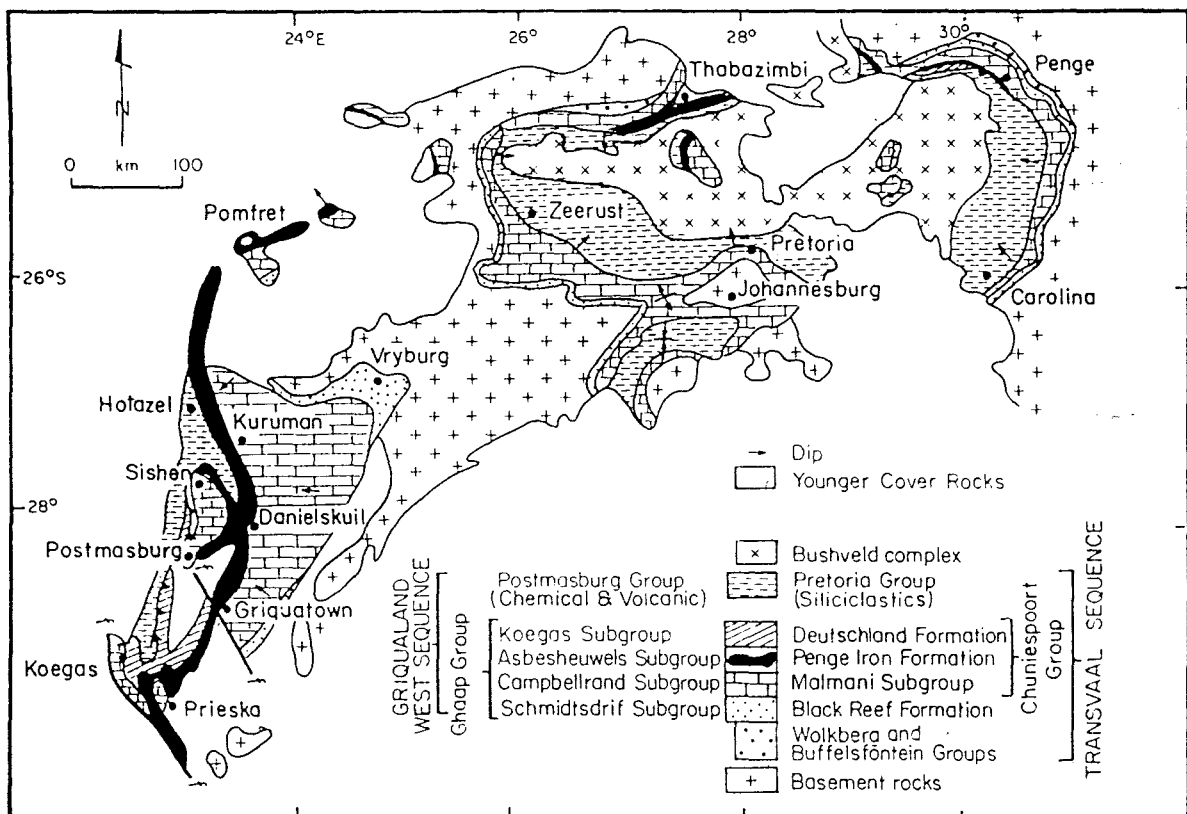 24°E
26°
28°
30°
Penge
Thabazimbi
N
0 km 100
Pomfret
Zeerust
Pretoria
26°S
Johannesburg
Carolina
Vryburg
Hotazel
Kuruman
Sishen
28°
Danielskuil
Postmasburg
Griquatown
Koegas
Prieska
Dip
Younger Cover Rocks
Bushveld complex
Postmasburg Group
(Chemical & Volcanic)
Pretoria Group
(Siliciclastics)
Koegas Subgroup
Deutschland Formation
Asbesheuwels Subgroup
Penge Iron Formation
Campbellrand Subgroup
Malmani Subgroup
Schmidtsdrif Subgroup
Black Reef Formation
Wolkberg and
Buffelsfontein Groups
Basement rocks
GRIQUALAND
WEST SEQUENCE
Ghaap Group
Chuniespoort
Group
TRANSVAAL SEQUENCE